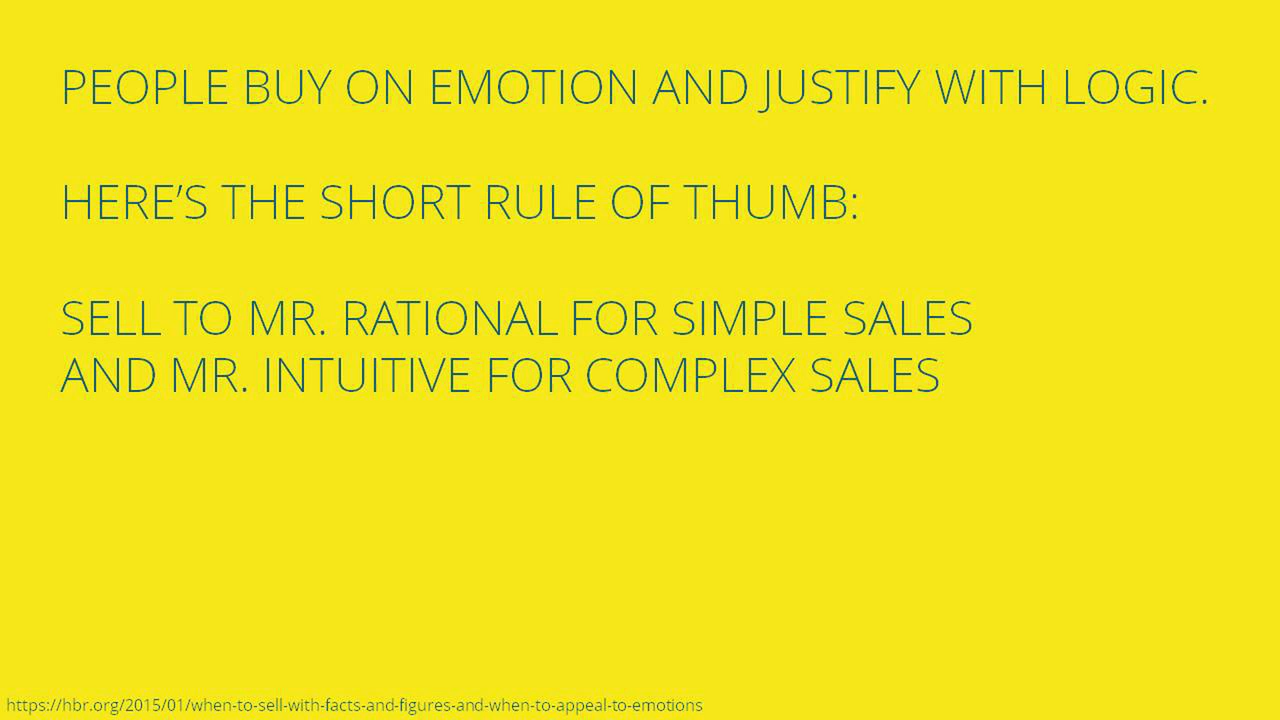 PEOPLE BUY ON EMOTION AND JUSTIFY WITH LOGIC.
HERE’S THE SHORT RULE OF THUMB:
SELL TO MR. RATIONAL FOR SIMPLE SALES
AND MR. INTUITIVE FOR COMPLEX SALES
https://hbr.org/2015/01/when-to-sell-with-facts-and-figures-and-when-to-appeal-to-emotions